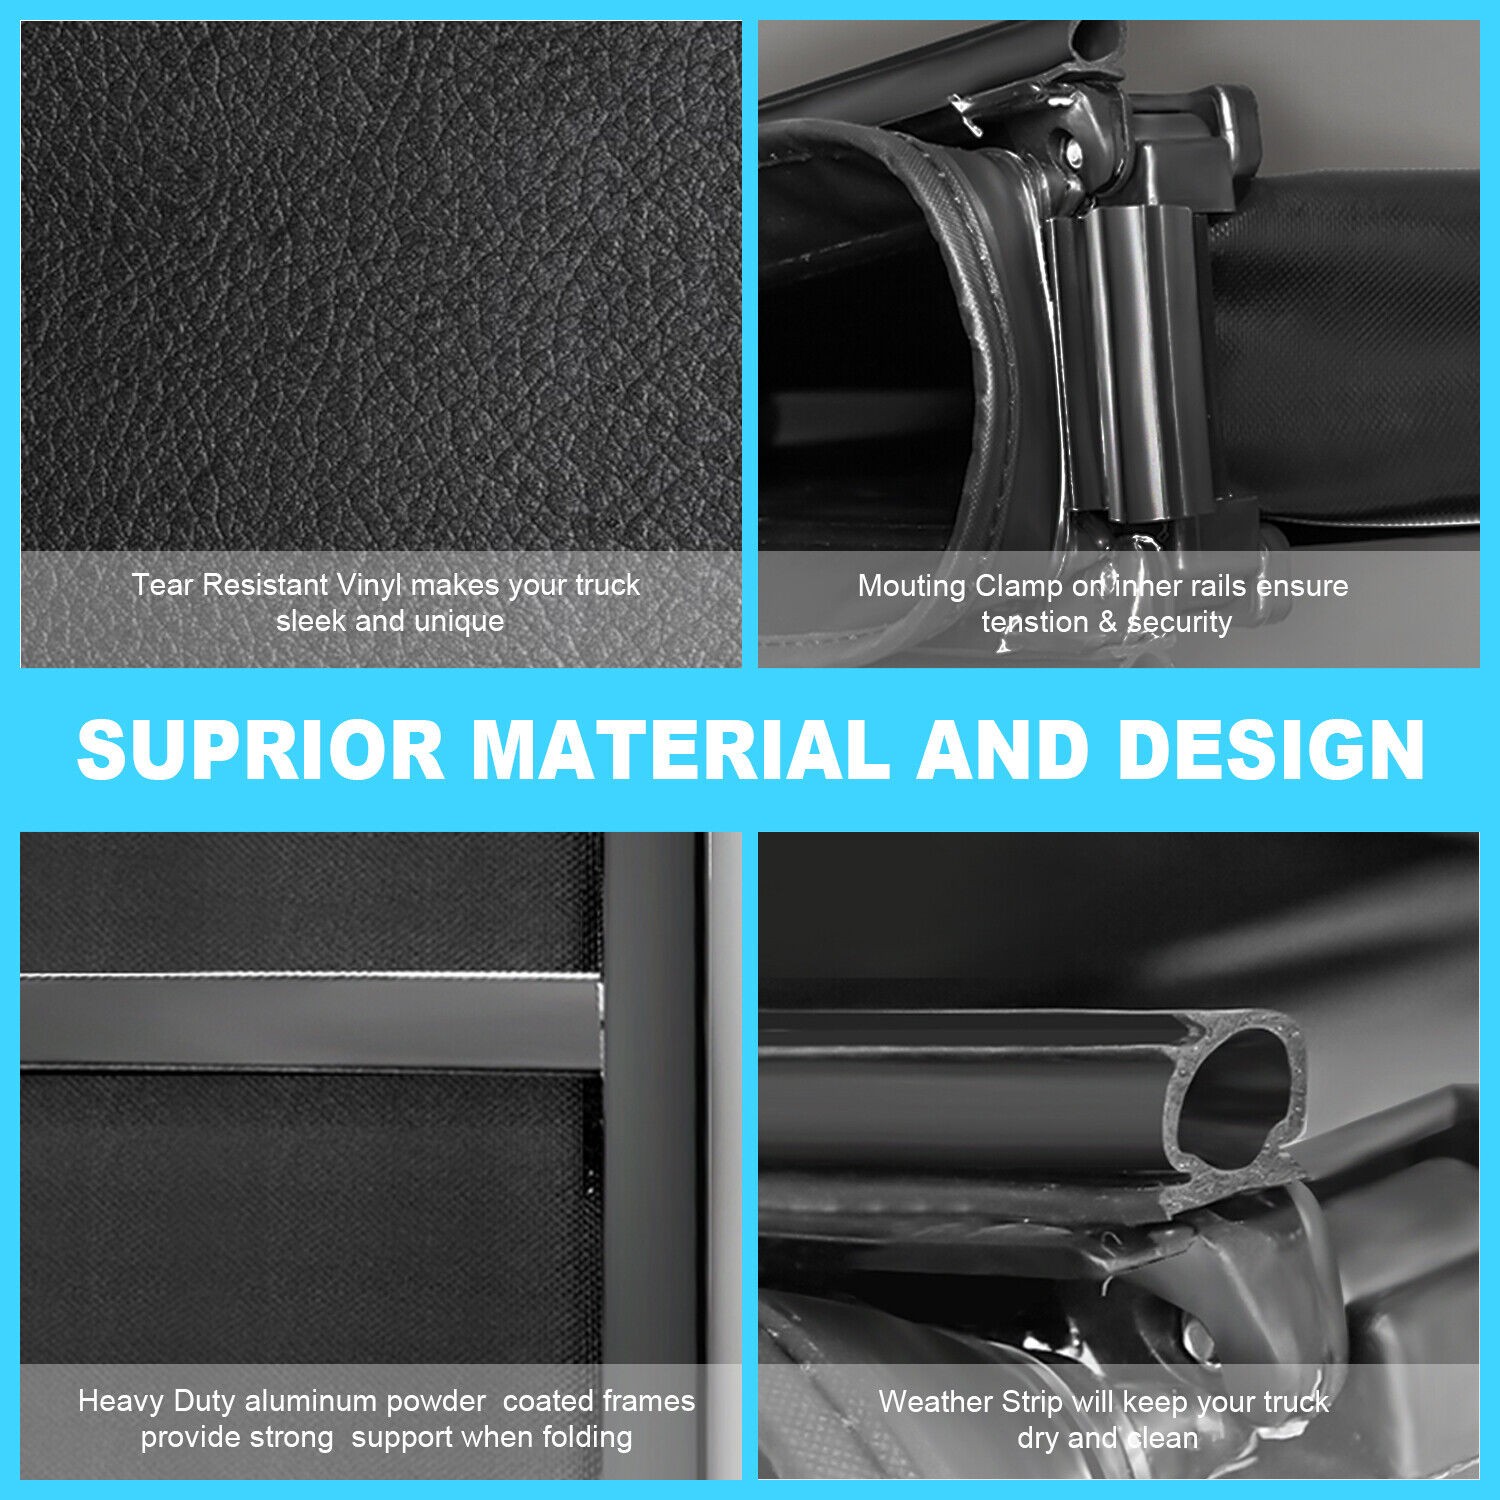 Tear Resistant Vinyl makes your truck
sleek and unique
Mouting Clamp on inner rails ensure
tenstion & security
SUPRIOR MATERIAL AND DESIGN
Heavy Duty aluminum powder  coated frames
provide strong  support when folding
Weather Strip will keep your truck
dry and clean